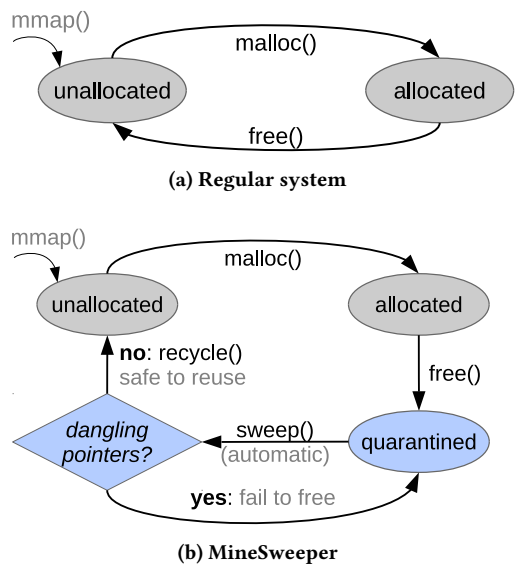 mmap()
malloc()
unallocated
allocated
free()
(a) Regular system
mmap()
malloc()
unallocated
allocated
no: recycle()
safe to reuse
free()
dangling
pointers?
sweep()
(automatic)
quarantined
yes: fail to free
(b) MineSweeper